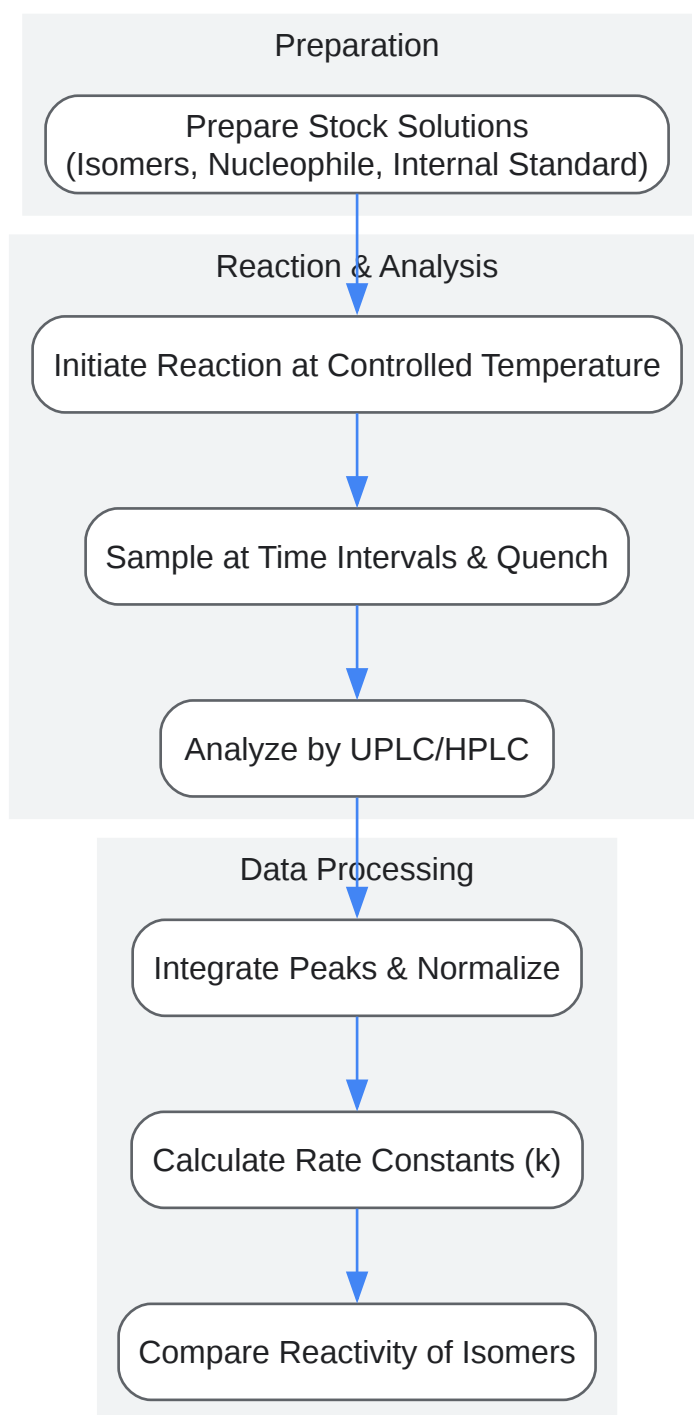 Preparation
Prepare Stock Solutions
(Isomers, Nucleophile, Internal Standard)
Reaction & Analysis
Initiate Reaction at Controlled Temperature
Sample at Time Intervals & Quench
Analyze by UPLC/HPLC
Data Processing
Integrate Peaks & Normalize
Calculate Rate Constants (k)
Compare Reactivity of Isomers